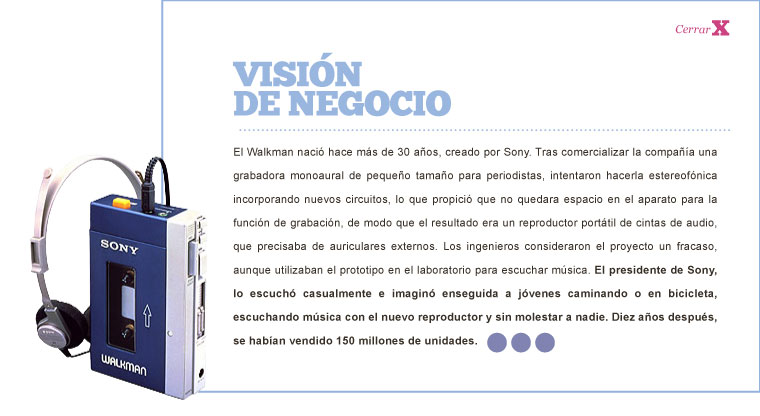 Cerrar X
VISIÓN
DE NEGOCIO
El Walkman nació hace más de 30 años, creado por Sony. Tras comercializar la compañía una
grabadora monoaural de pequeño tamaño para periodistas, intentaron hacerla estereofónica
incorporando nuevos circuitos, lo que propició que no quedara espacio en el aparato para la
función de grabación, de modo que el resultado era un reproductor portátil de cintas de audio,
que precisaba de auriculares externos. Los ingenieros consideraron el proyecto un fracaso,
aunque utilizaban el prototipo en el laboratorio para escuchar música. El presidente de Sony,
lo escuchó casualmente e imaginó enseguida a jóvenes caminando o en bicicleta,
escuchando música con el nuevo reproductor y sin molestar a nadie. Diez años después,
se habían vendido 150 millones de unidades.
SONY
WALKMAN